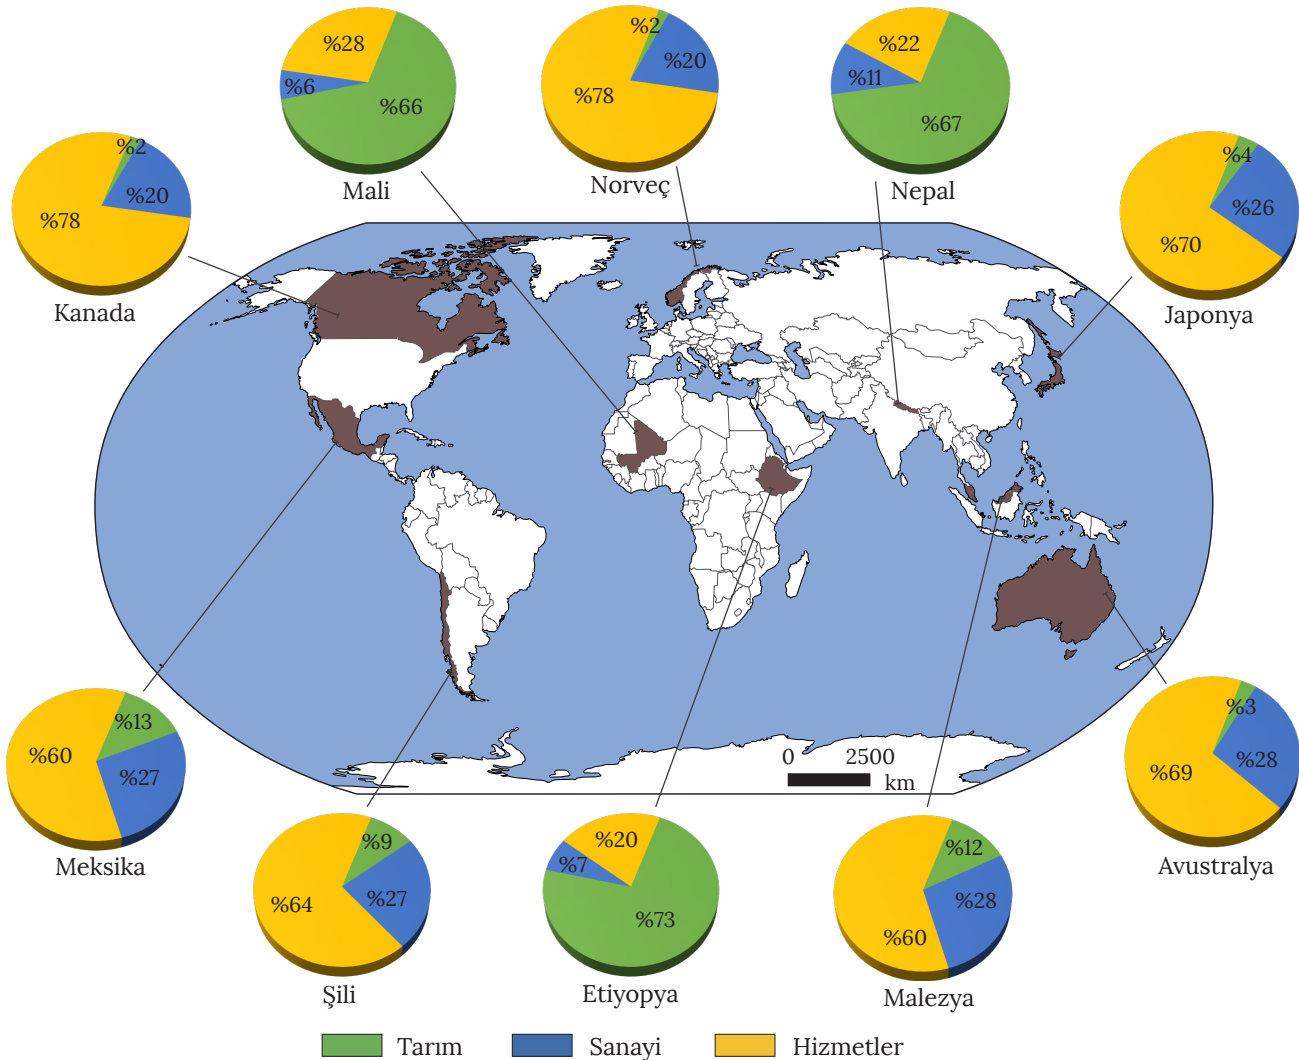 %28
%6
%66
Mali
%2
%20
%78
Norveç
%22
%11
%67
Nepal
%2
%20
%78
Kanada
%4
%26
%70
Japonya
0 2500
km
%13
%60
%27
Meksika
%9
%64
%27
Şili
%20
%7
%73
Etiyopya
%12
%28
%60
Malezya
%3
%28
%69
Avustralya
Tarım Sanayi Hizmetler